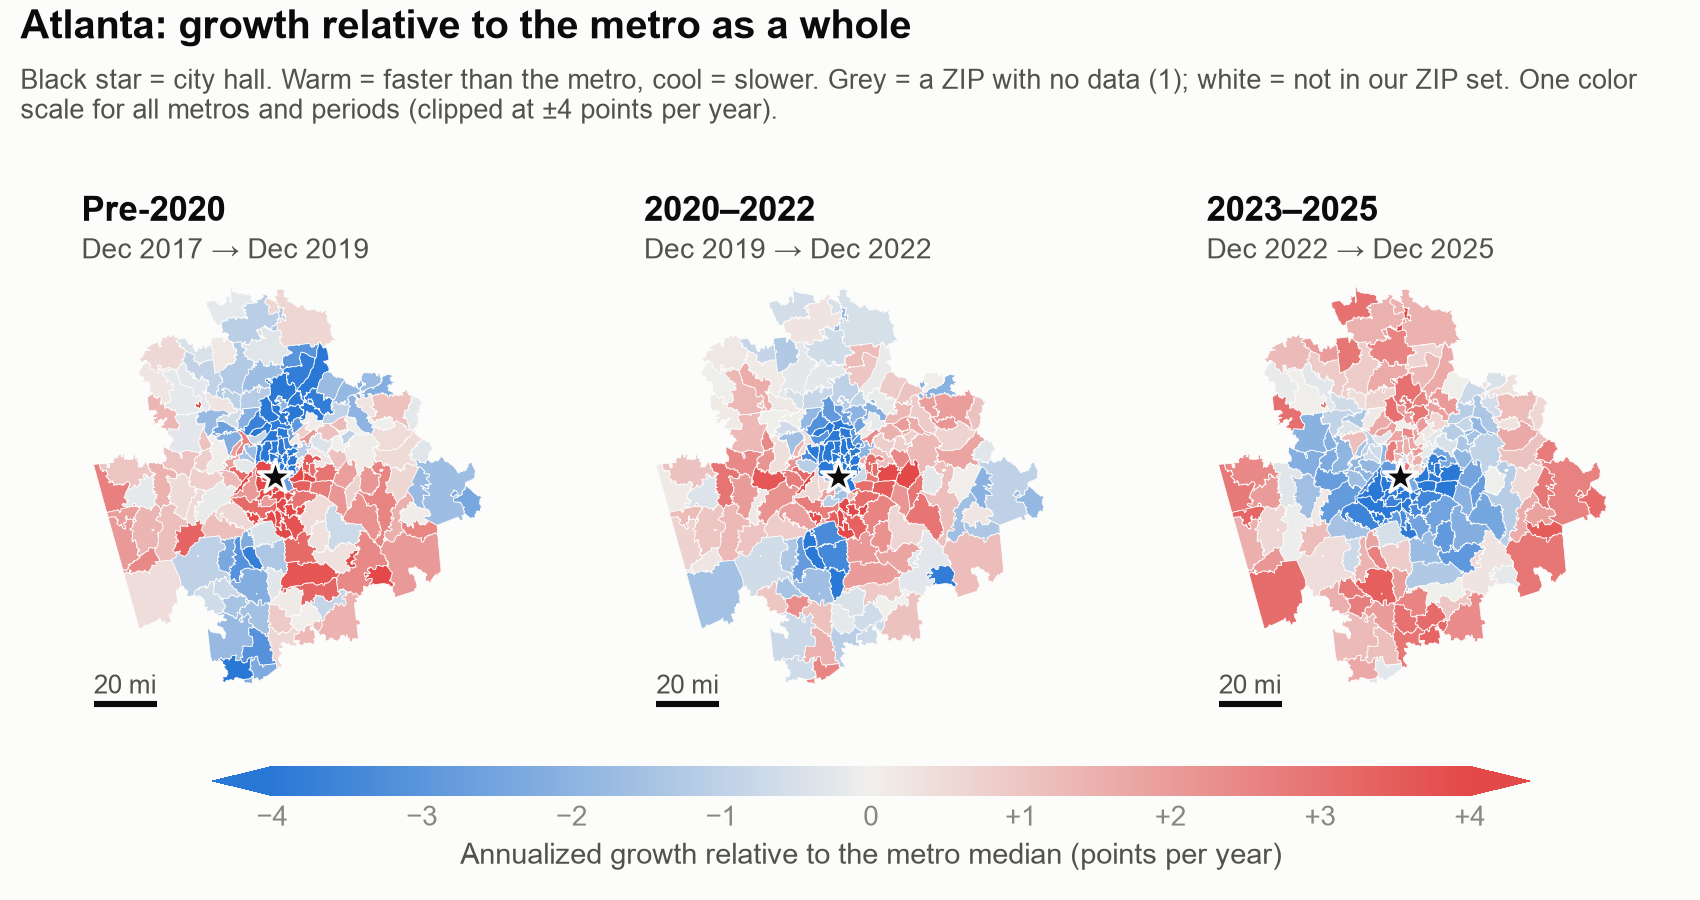 Atlanta: growth relative to the metro as a whole
Black star = city hall. Warm = faster than the metro, cool = slower. Grey = a ZIP with no data (1); white = not in our ZIP set. One color
scale for all metros and periods (clipped at ±4 points per year).
Pre-2020
Dec 2017 → Dec 2019
20 mi
2020–2022
Dec 2019 → Dec 2022
20 mi
2023–2025
Dec 2022 → Dec 2025
20 mi
−4 −3 −2 −1 0 +1 +2 +3 +4
Annualized growth relative to the metro median (points per year)